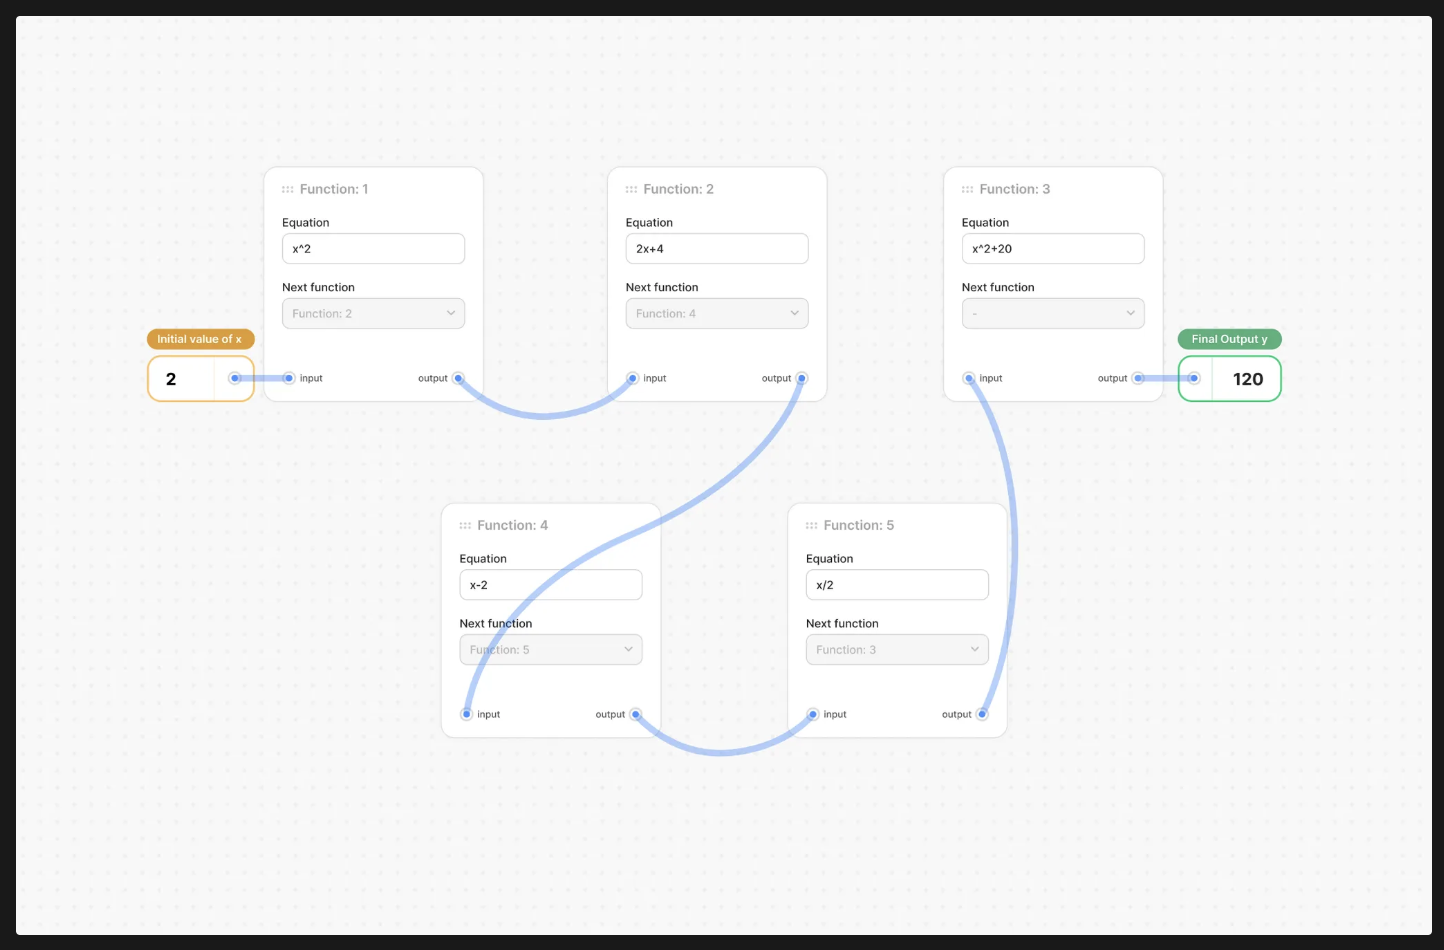 Function: 1
Equation
x^2
Next function
Function: 2
input
output
Function: 2
Equation
2x+4
Next function
Function: 4
input
output
Function: 3
Equation
x^2+20
Next function
-
input
output
Initial value of x
2
Final Output y
120
Function: 4
Equation
x-2
Next function
Function: 5
input
output
Function: 5
Equation
x/2
Next function
Function: 3
input
output